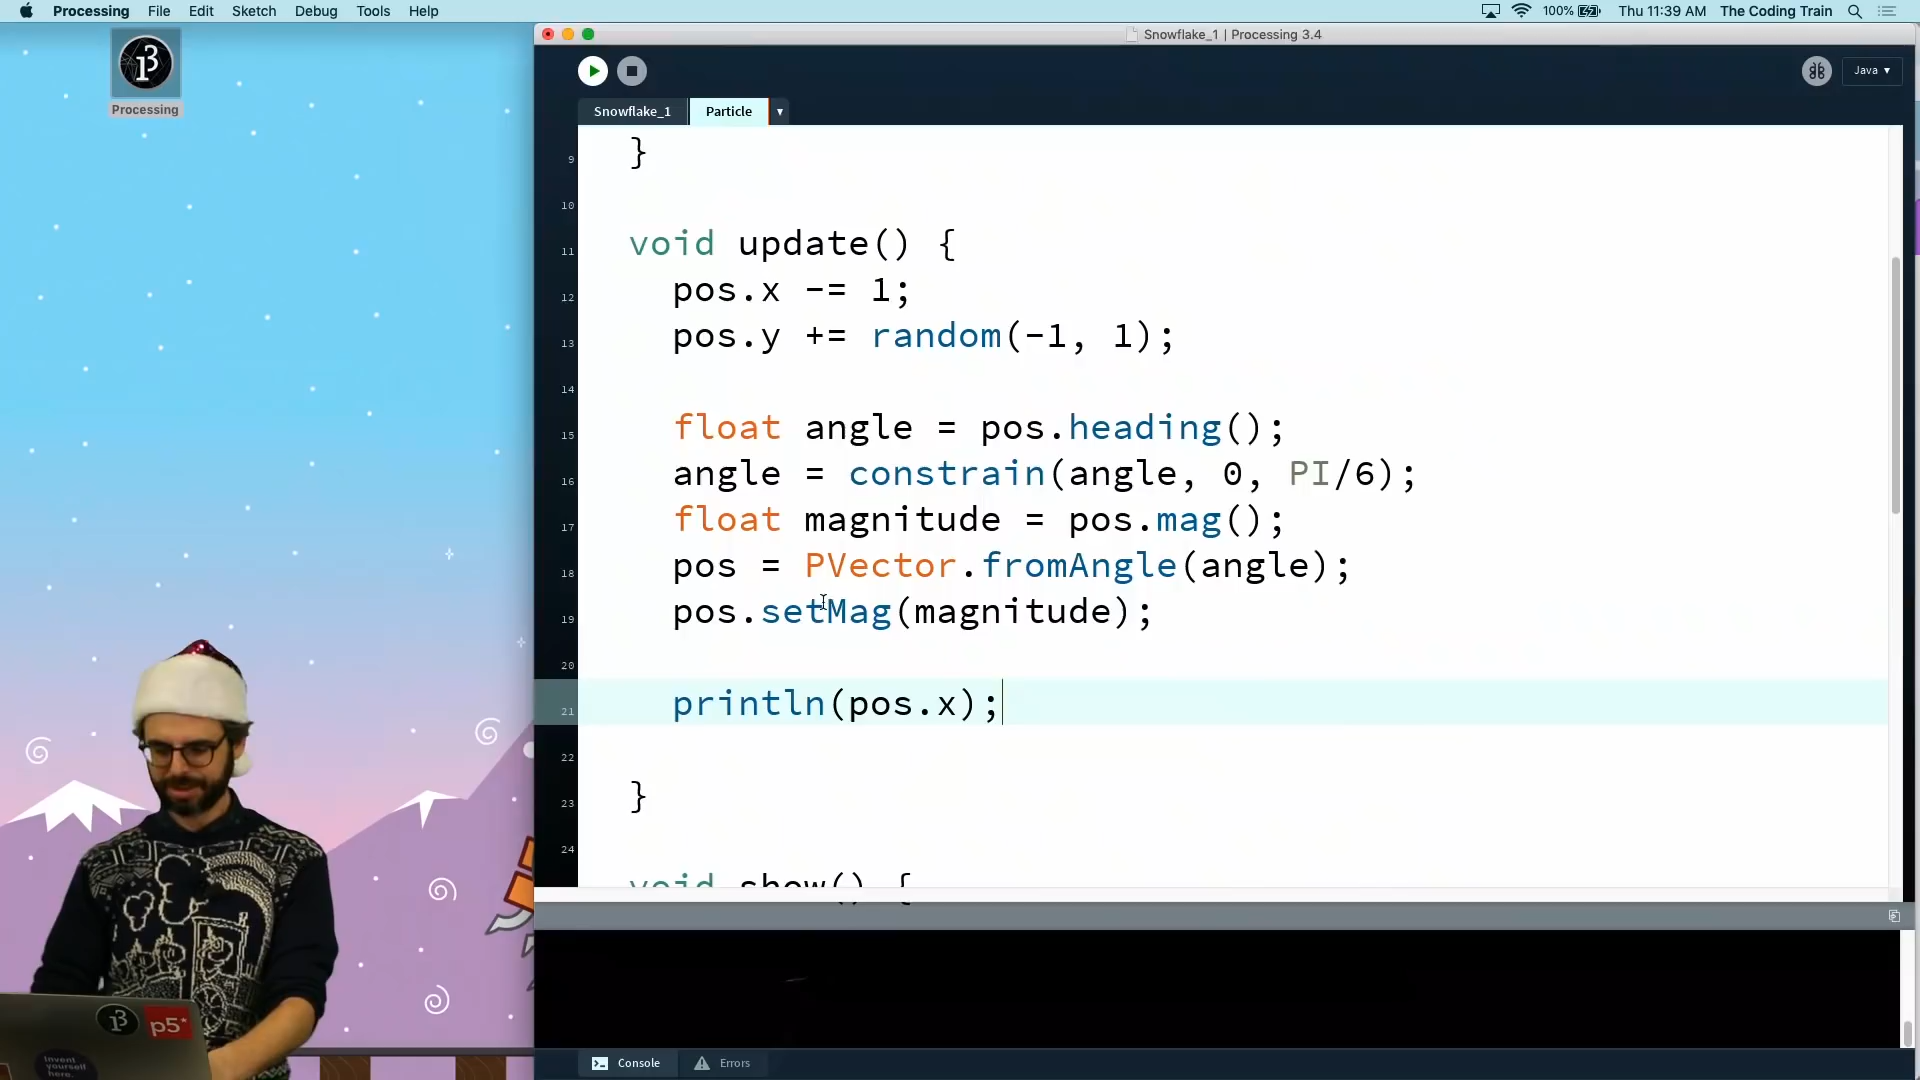 Processing File Edit Sketch Debug Tools Help
100% Thu 11:39 AM The Coding Train
Snowflake_1 | Processing 3.4
Processing
Java ▾
Snowflake_1 Particle ▾
9 }
10
11 void update() {
12 pos.x -= 1;
13 pos.y += random(-1, 1);
14
15 float angle = pos.heading();
16 angle = constrain(angle, 0, PI/6);
17 float magnitude = pos.mag();
18 pos = PVector.fromAngle(angle);
19 pos.setMag(magnitude);
20
21 println(pos.x);
22
23 }
24
void show() {
p5*
Invent
yourself
here.
Console Errors